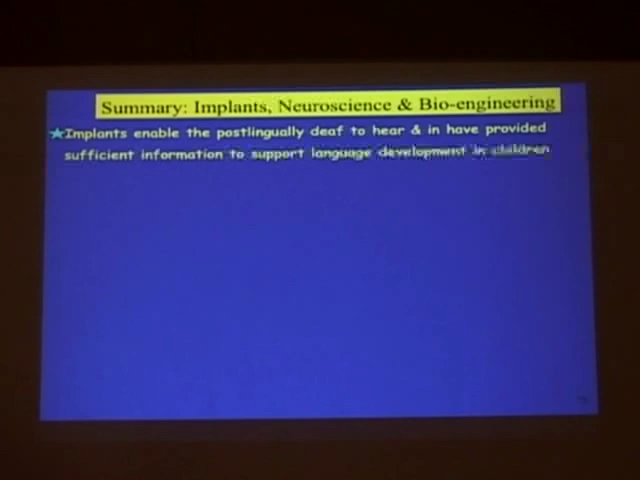 Summary: Implants, Neuroscience & Bio-engineering
Implants enable the postlingually deaf to hear & in have provided
sufficient information to support language development in children